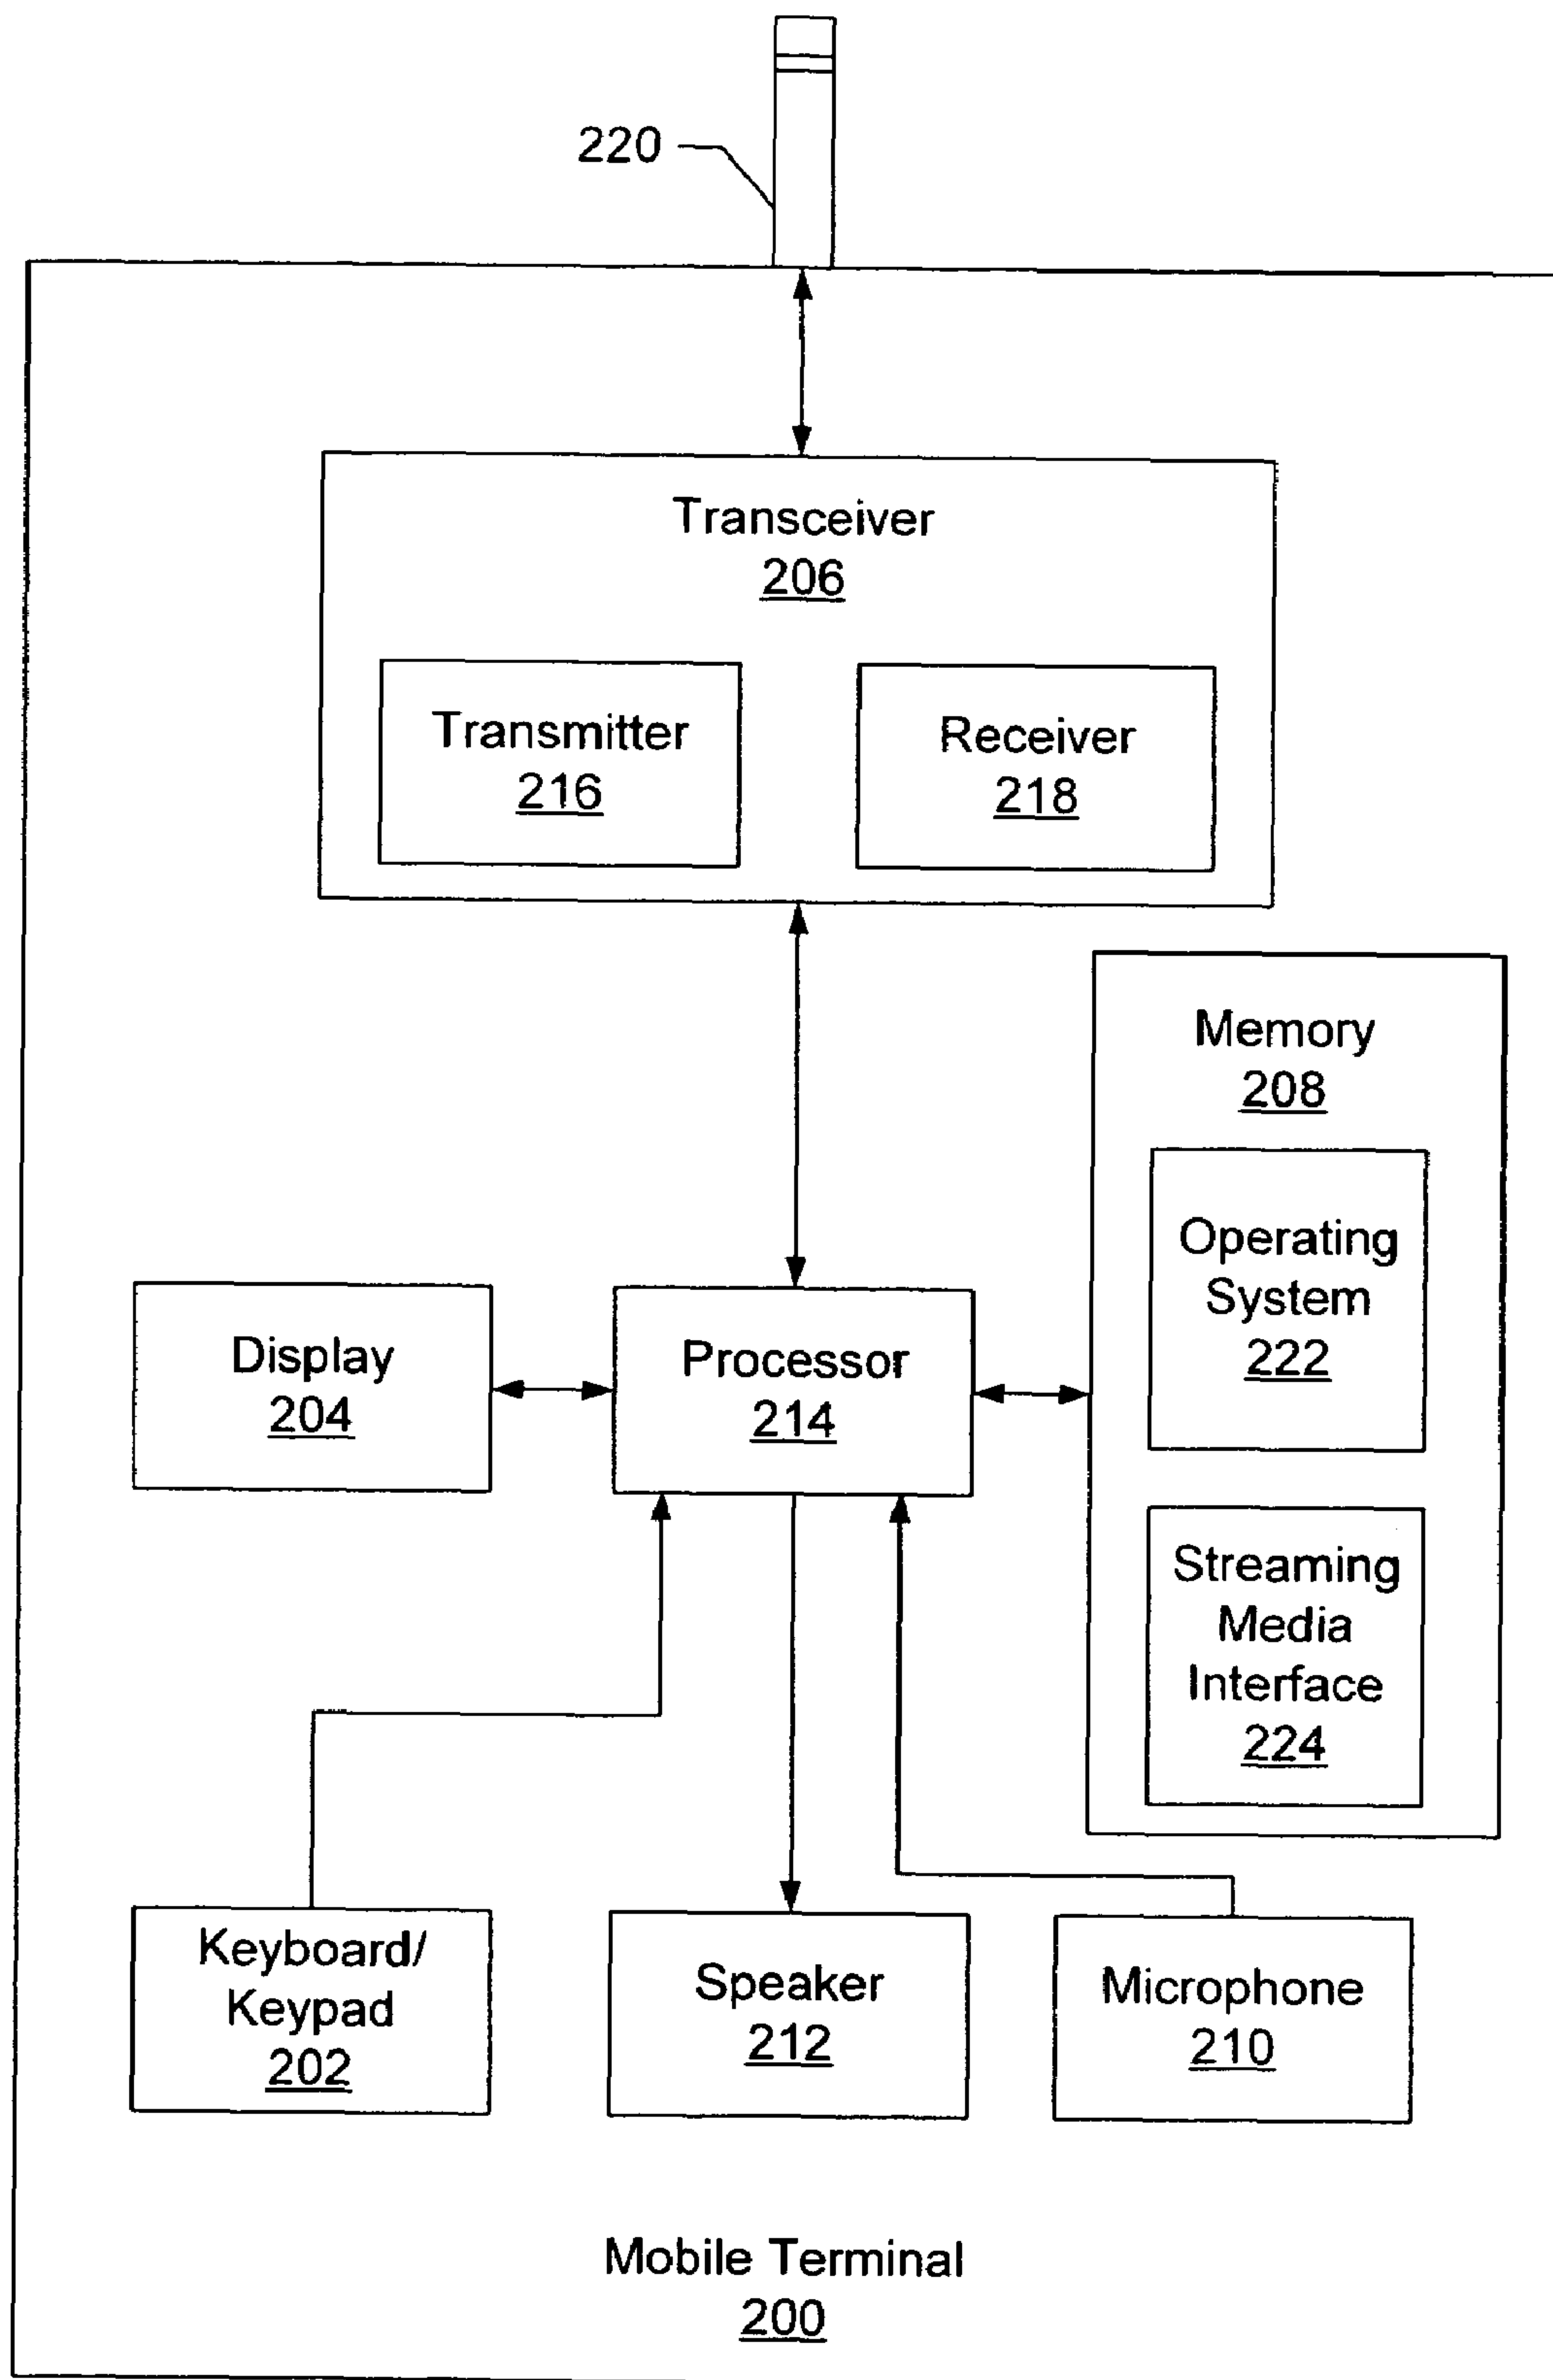 220
Transceiver
206
Transmitter
216
Receiver
218
Memory
208
Operating
System
222
Streaming
Media
Interface
224
Display
204
Processor
214
Keyboard/
Keypad
202
Speaker
212
Microphone
210
Mobile Terminal
200